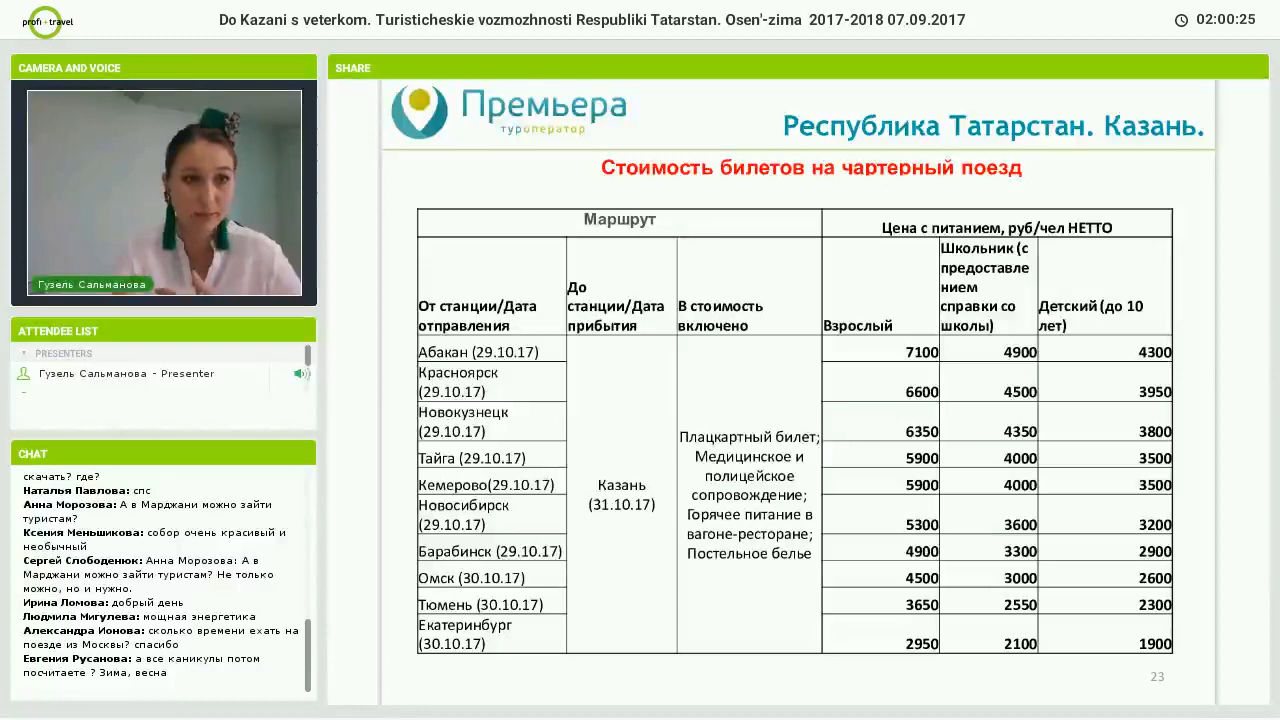 profi travel
Do Kazani s veterkom. Turisticheskie vozmozhnosti Respubliki Tatarstan. Osen'-zima 2017-2018 07.09.2017
02:00:25
CAMERA AND VOICE
Гузель Сальманова
ATTENDEE LIST
PRESENTERS
Гузель Сальманова - Presenter
CHAT
скачать? где?
Наталья Павлова: спс
Анна Морозова: А в Марджани можно зайти
туристам?
Ксения Меньшикова: собор очень красивый и
необычный
Сергей Слободенюк: Анна Морозова: А в
Марджани можно зайти туристам? Не только
можно, но и нужно.
Ирина Ломова: добрый день
Людмила Мигулева: мощная энергетика
Александра Ионова: сколько времени ехать на
поезде из Москвы? спасибо
Евгения Русанова: а все каникулы потом
посчитаете ? Зима, весна
SHARE
Премьера
туроператор
Республика Татарстан. Казань.
Стоимость билетов на чартерный поезд
Маршрут
Цена с питанием, руб/чел НЕТТО
От станции/Дата
отправления
До
станции/Дата
прибытия
В стоимость
включено
Взрослый
Школьник (с
предоставле
нием
справки со
школы)
Детский (до 10
лет)
Абакан (29.10.17) 7100 4900 4300
Красноярск
(29.10.17) 6600 4500 3950
Новокузнецк
(29.10.17) 6350 4350 3800
Тайга (29.10.17) 5900 4000 3500
Кемерово(29.10.17) 5900 4000 3500
Новосибирск
(29.10.17) 5300 3600 3200
Барабинск (29.10.17) 4900 3300 2900
Омск (30.10.17) 4500 3000 2600
Тюмень (30.10.17) 3650 2550 2300
Екатеринбург
(30.10.17) 2950 2100 1900
Казань
(31.10.17)
Плацкартный билет;
Медицинское и
полицейское
сопровождение;
Горячее питание в
вагоне-ресторане;
Постельное белье
23